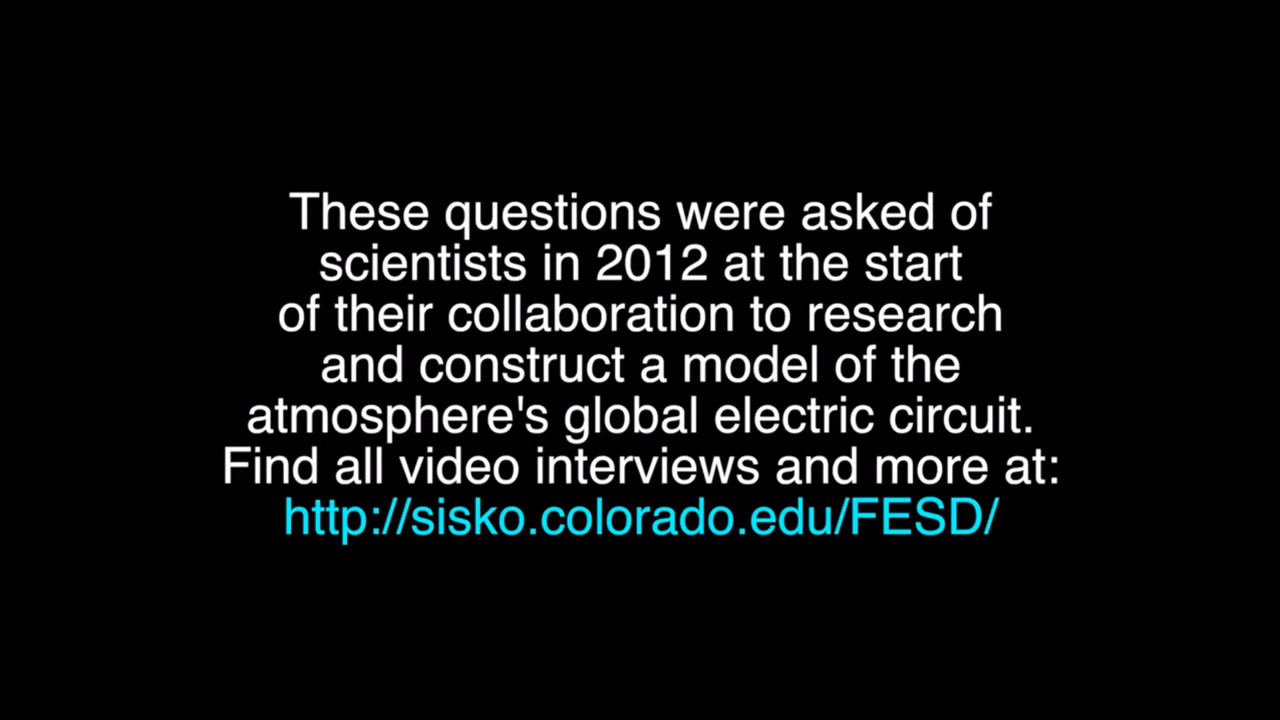 These questions were asked of
scientists in 2012 at the start
of their collaboration to research
and construct a model of the
atmosphere's global electric circuit.
Find all video interviews and more at:
http://sisko.colorado.edu/FESD/